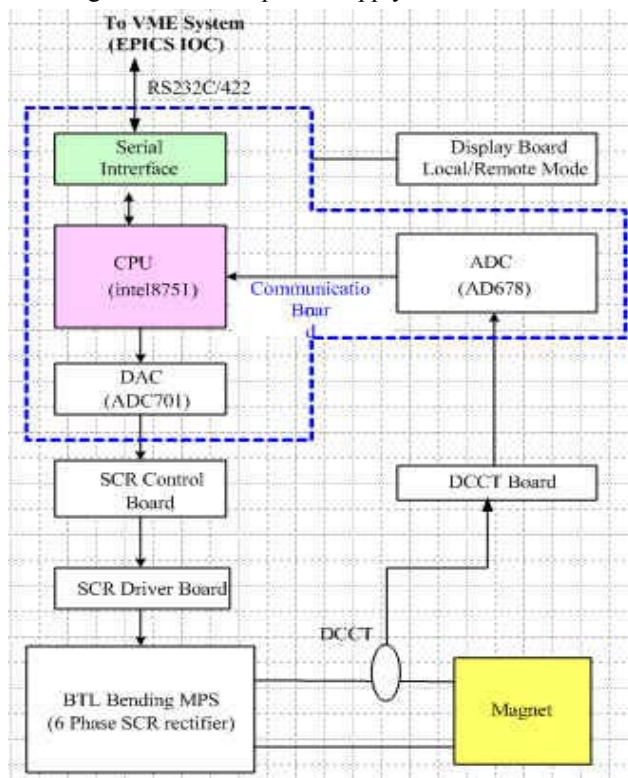 To VME System
(EPICS IOC)
RS232C/422
Serial
Intrerface
Display Board
Local/Remote Mode
CPU
(intel8751)
ADC
(AD678)
Communicatio
Boar
d
DAC
(ADC701)
SCR Control
Board
DCCT Board
SCR Driver Board
DCCT
BTL Bending MPS
(6 Phase SCR rectifier)
Magnet